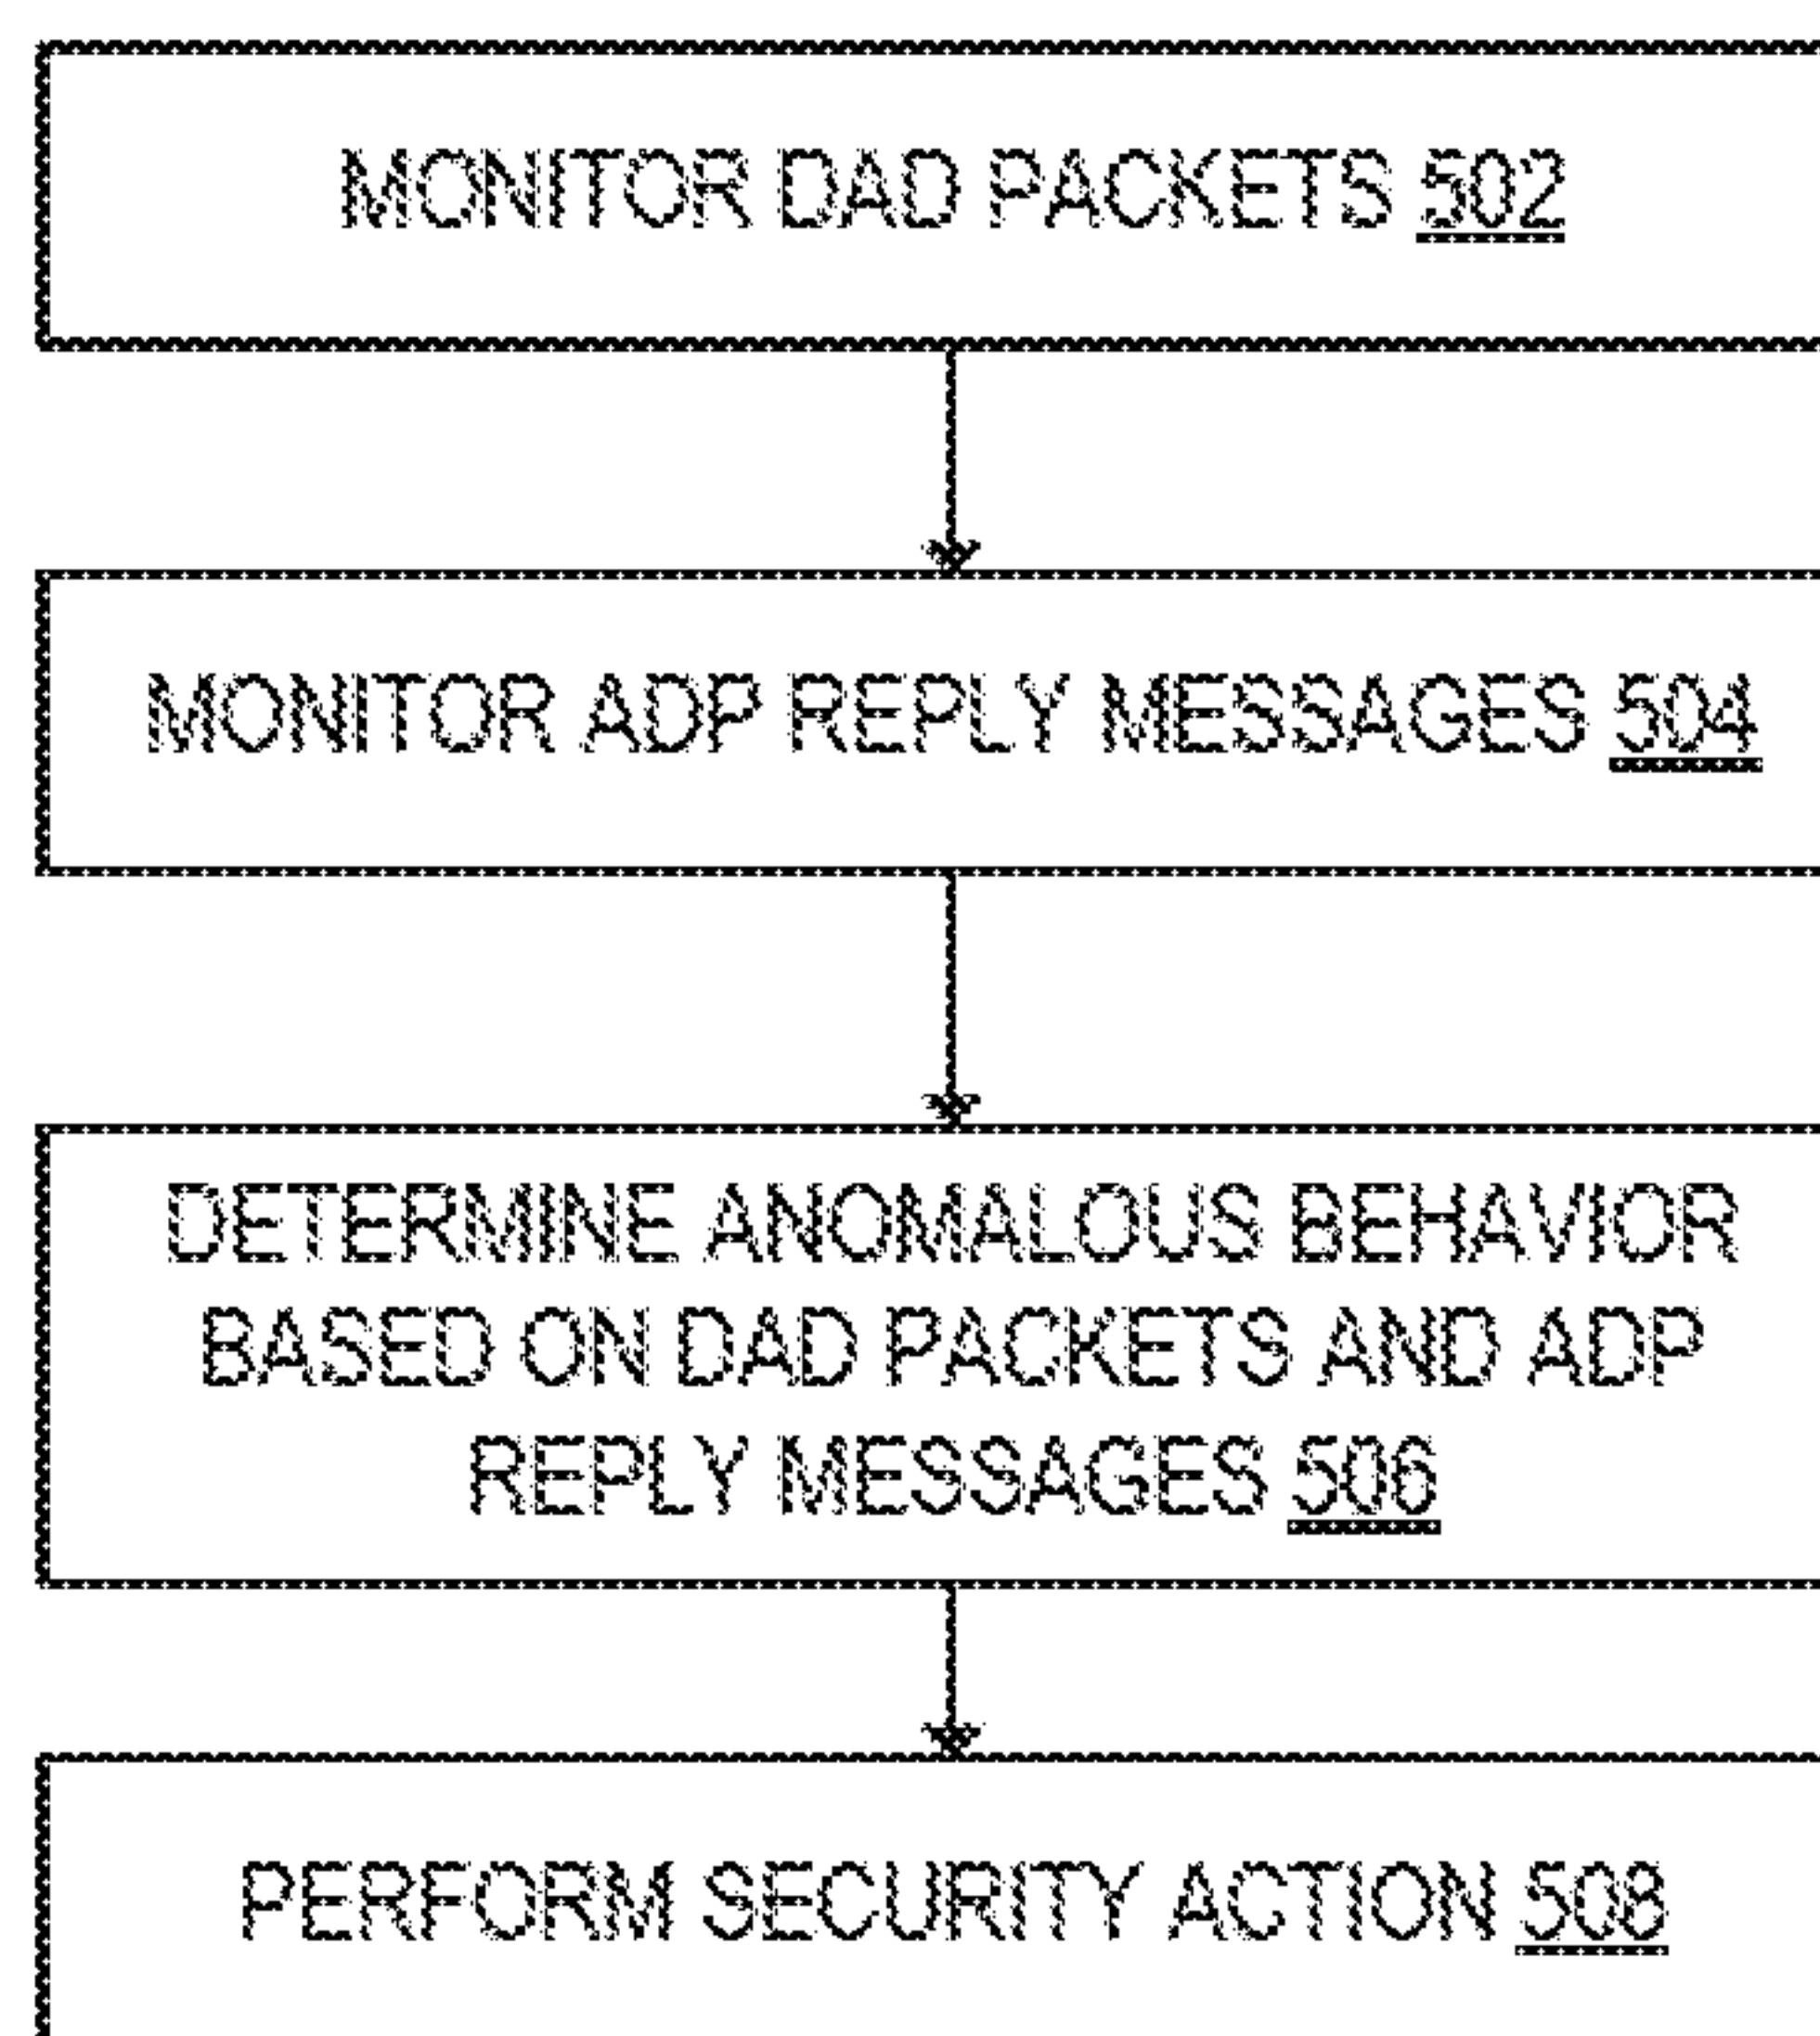 MONITOR DAD PACKETS 502
MONITOR ADP REPLY MESSAGES 504
DETERMINE ANOMALOUS BEHAVIOR
BASED ON DAD PACKETS AND ADP
REPLY MESSAGES 506
PERFORM SECURITY ACTION 508